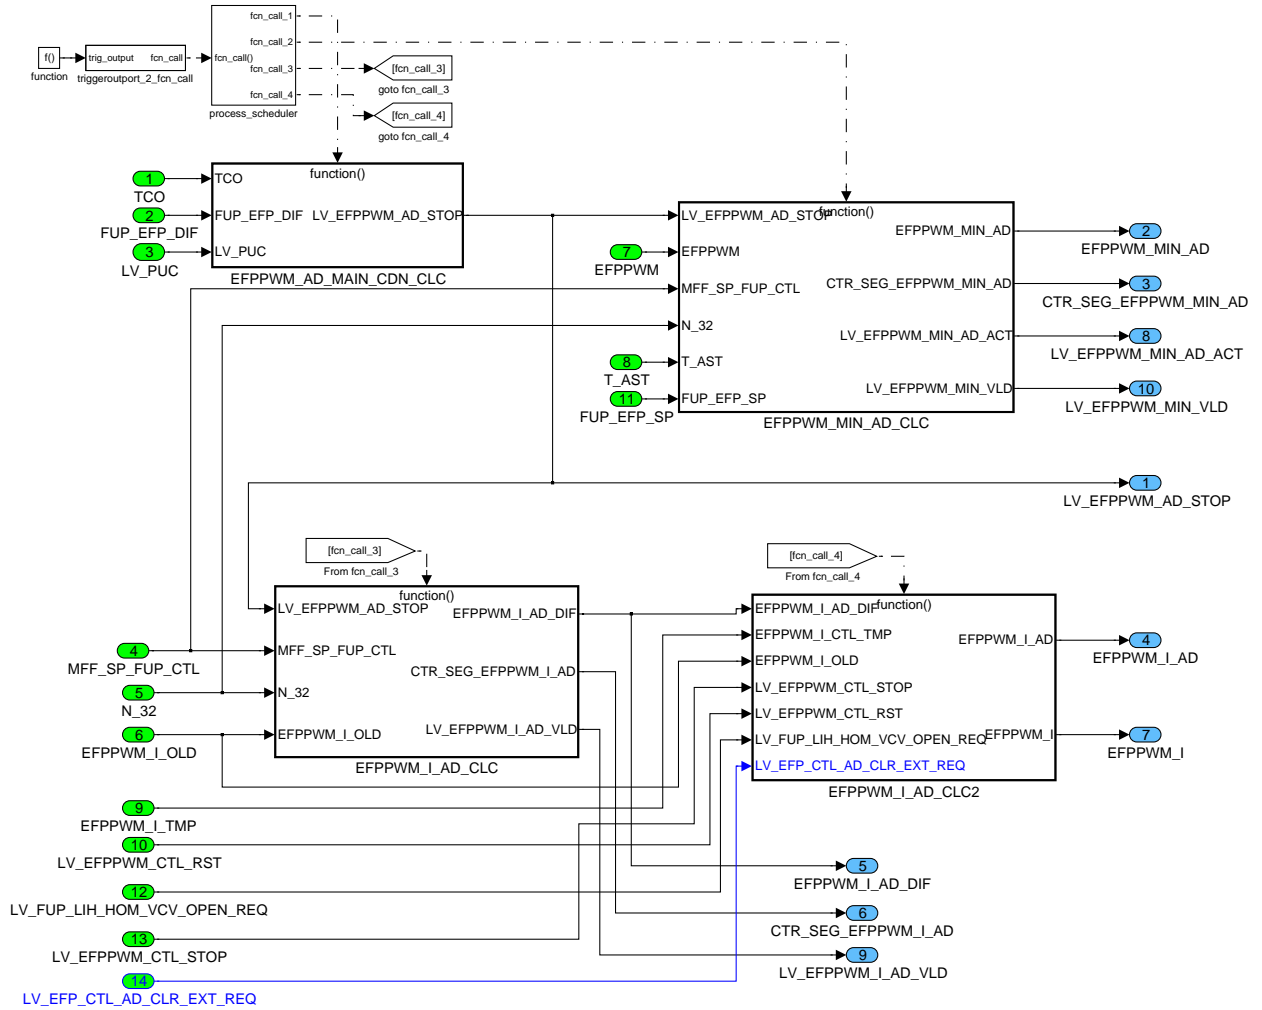 f()
function
trig_output
fcn_call
triggeroutport_2_fcn_call
fcn_call()
fcn_call_1
fcn_call_2
fcn_call_3
fcn_call_4
process_scheduler
[fcn_call_3]
goto fcn_call_3
[fcn_call_4]
goto fcn_call_4
1
TCO
2
FUP_EFP_DIF
3
LV_PUC
function()
TCO
FUP_EFP_DIF
LV_EFPPWM_AD_STOP
LV_PUC
EFPPWM_AD_MAIN_CDN_CLC
7
EFPPWM
8
T_AST
11
FUP_EFP_SP
function()
LV_EFPPWM_AD_STOP
EFPPWM
MFF_SP_FUP_CTL
N_32
T_AST
FUP_EFP_SP
EFPPWM_MIN_AD
CTR_SEG_EFPPWM_MIN_AD
LV_EFPPWM_MIN_AD_ACT
LV_EFPPWM_MIN_VLD
EFPPWM_MIN_AD_CLC
2
EFPPWM_MIN_AD
3
CTR_SEG_EFPPWM_MIN_AD
8
LV_EFPPWM_MIN_AD_ACT
10
LV_EFPPWM_MIN_VLD
1
LV_EFPPWM_AD_STOP
[fcn_call_3]
From fcn_call_3
[fcn_call_4]
From fcn_call_4
4
MFF_SP_FUP_CTL
5
N_32
6
EFPPWM_I_OLD
function()
LV_EFPPWM_AD_STOP
MFF_SP_FUP_CTL
N_32
EFPPWM_I_OLD
EFPPWM_I_AD_DIF
CTR_SEG_EFPPWM_I_AD
LV_EFPPWM_I_AD_VLD
EFPPWM_I_AD_CLC
function()
EFPPWM_I_AD_DIF
EFPPWM_I_CTL_TMP
EFPPWM_I_OLD
LV_EFPPWM_CTL_STOP
LV_EFPPWM_CTL_RST
LV_FUP_LIH_HOM_VCV_OPEN_REQ
LV_EFP_CTL_AD_CLR_EXT_REQ
EFPPWM_I_AD
EFPPWM_I
EFPPWM_I_AD_CLC2
4
EFPPWM_I_AD
7
EFPPWM_I
9
EFPPWM_I_TMP
10
LV_EFPPWM_CTL_RST
12
LV_FUP_LIH_HOM_VCV_OPEN_REQ
13
LV_EFPPWM_CTL_STOP
14
LV_EFP_CTL_AD_CLR_EXT_REQ
5
EFPPWM_I_AD_DIF
6
CTR_SEG_EFPPWM_I_AD
9
LV_EFPPWM_I_AD_VLD